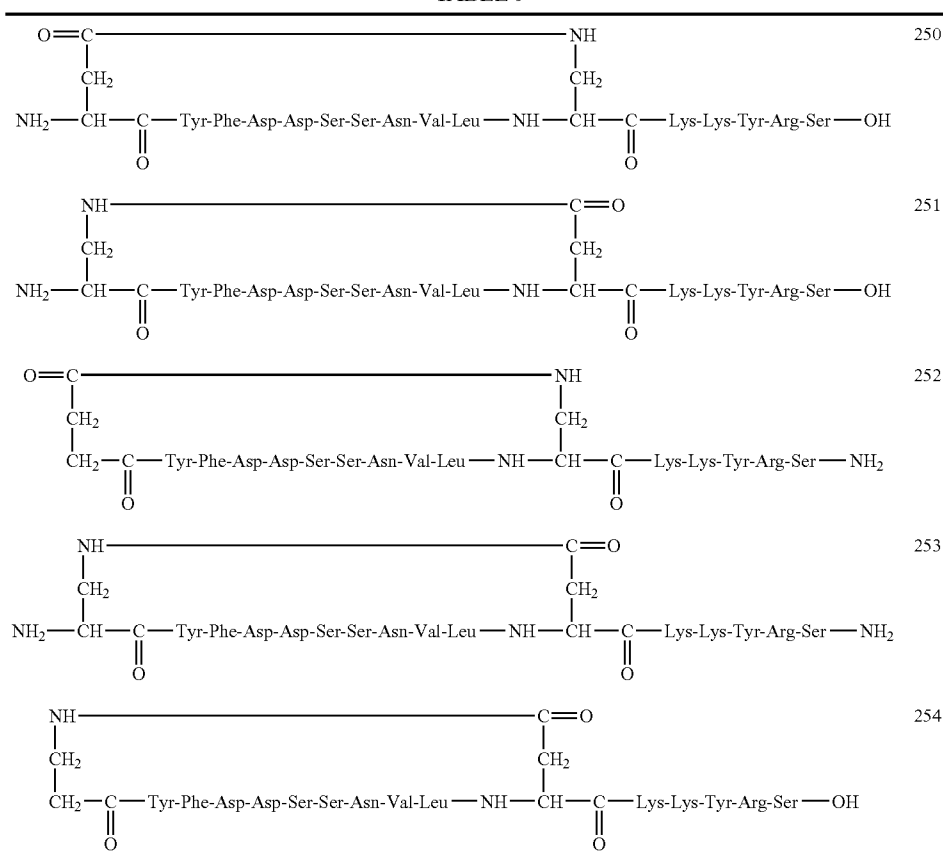 O=C NH 250
CH2 CH2
NH2—CH—C—Tyr-Phe-Asp-Asp-Ser-Ser-Asn-Val-Leu—NH—CH—C—Lys-Lys-Tyr-Arg-Ser—OH
O O
NH C=O 251
CH2 CH2
NH2—CH—C—Tyr-Phe-Asp-Asp-Ser-Ser-Asn-Val-Leu—NH—CH—C—Lys-Lys-Tyr-Arg-Ser—OH
O O
O=C NH 252
CH2 CH2
CH2—C—Tyr-Phe-Asp-Asp-Ser-Ser-Asn-Val-Leu—NH—CH—C—Lys-Lys-Tyr-Arg-Ser—NH2
O O
NH C=O 253
CH2 CH2
NH2—CH—C—Tyr-Phe-Asp-Asp-Ser-Ser-Asn-Val-Leu—NH—CH—C—Lys-Lys-Tyr-Arg-Ser—NH2
O O
NH C=O 254
CH2 CH2
CH2—C—Tyr-Phe-Asp-Asp-Ser-Ser-Asn-Val-Leu—NH—CH—C—Lys-Lys-Tyr-Arg-Ser—OH
O O